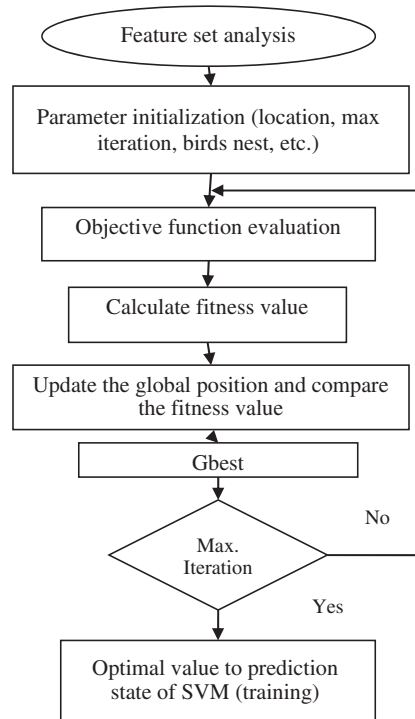 Feature set analysis
Parameter initialization (location, max
iteration, birds nest, etc.)
Objective function evaluation
Calculate fitness value
Update the global position and compare
the fitness value
Gbest
No
Max.
Iteration
Yes
Optimal value to prediction
state of SVM (training)